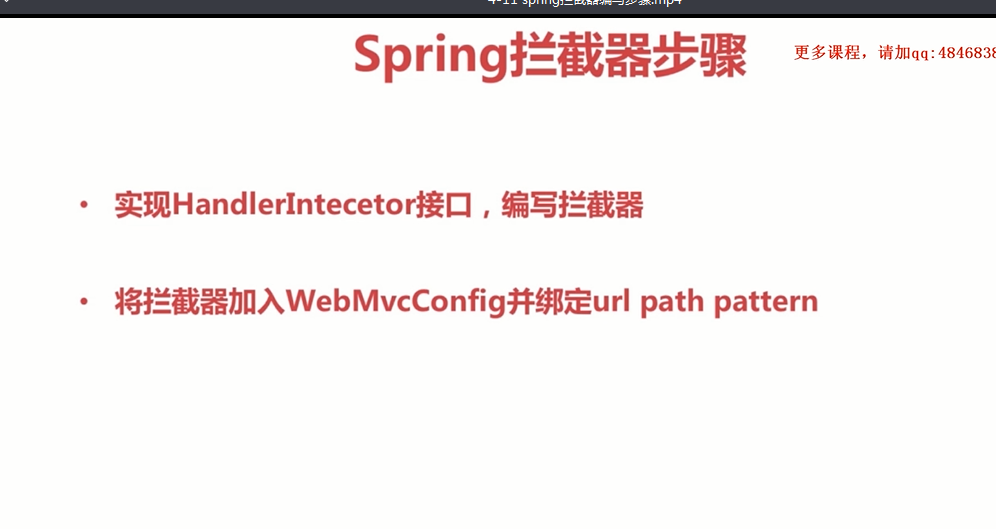 4-11 spring拦截器编写步骤.mp4
Spring拦截器步骤
更多课程，请加qq:484683
• 实现HandlerIntecetor接口，编写拦截器
• 将拦截器加入WebMvcConfig并绑定url path pattern